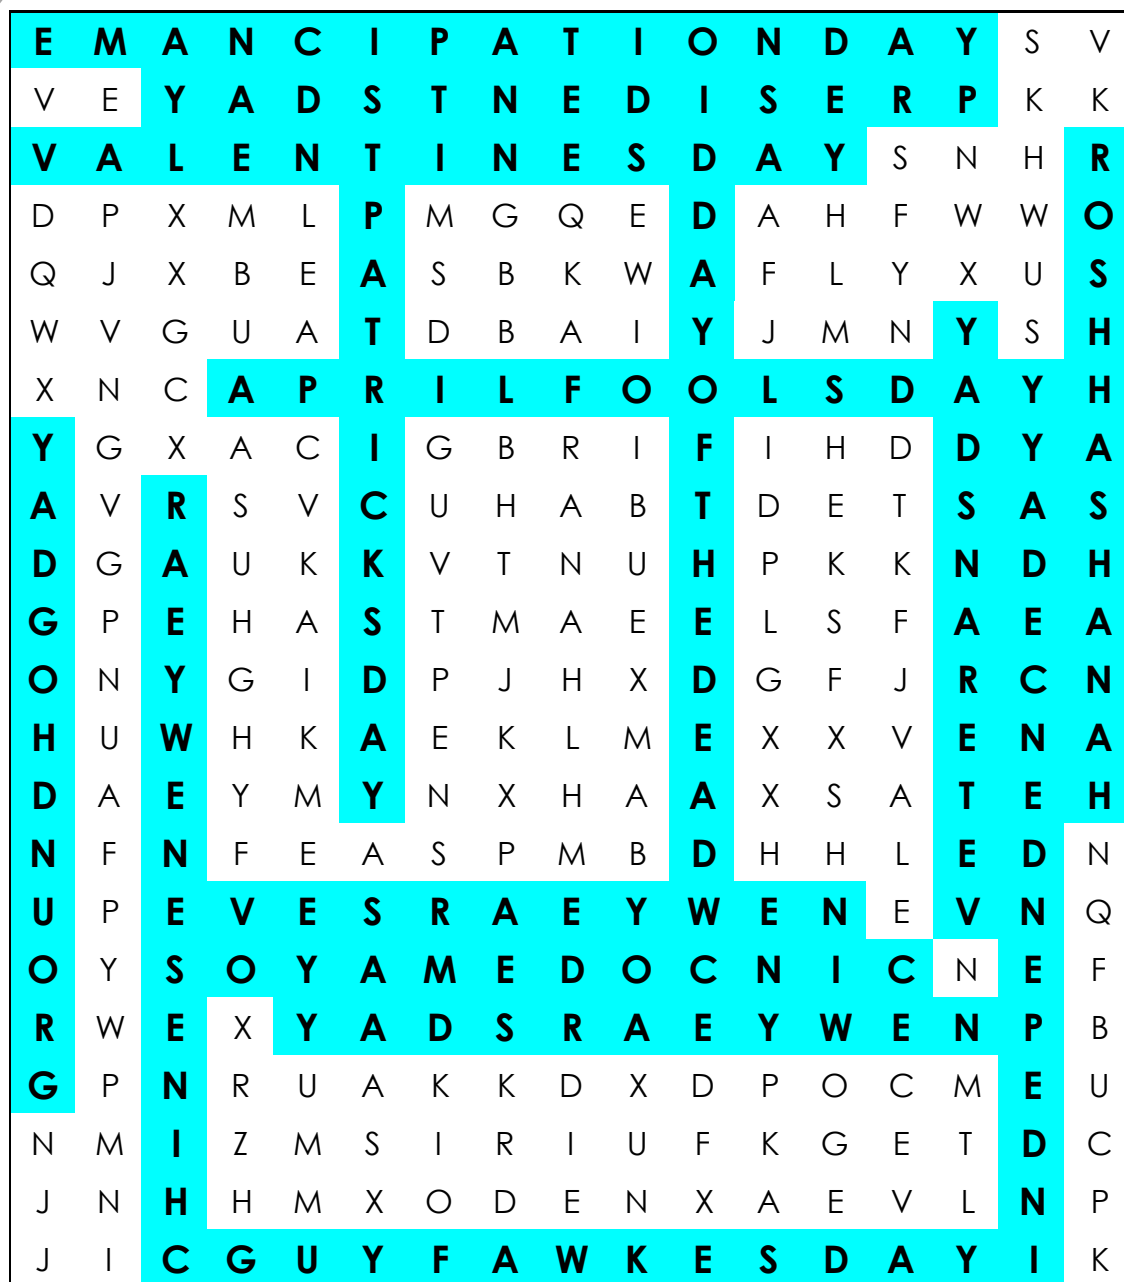 E M A N C I P A T I O N D A Y S V
V E Y A D S T N E D I S E R P K K
V A L E N T I N E S D A Y S N H R
D P X M L P M G Q E D A H F W W O
Q J X B E A S B K W A F L Y X U S
W V G U A T D B A I Y J M N Y S H
X N C A P R I L F O O L S D A Y H
Y G X A C I G B R I F I H D D Y A
A V R S V C U H A B T D E T S A S
D G A U K K V T N U H P K K N D H
G P E H A S T M A E E L S F A E A
O N Y G I D P J H X D G F J R C N
H U W H K A E K L M E X X V E N A
D A E Y M Y N X H A A X S A T E H
N F N F E A S P M B D H H L E D N
U P E V E S R A E Y W E N E V N Q
O Y S O Y A M E D O C N I C N E F
R W E X Y A D S R A E Y W E N P B
G P N R U A K K D X D P O C M E U
N M I Z M S I R I U F K G E T D C
J N H H M X O D E N X A E V L N P
J I C G U Y F A W K E S D A Y I K